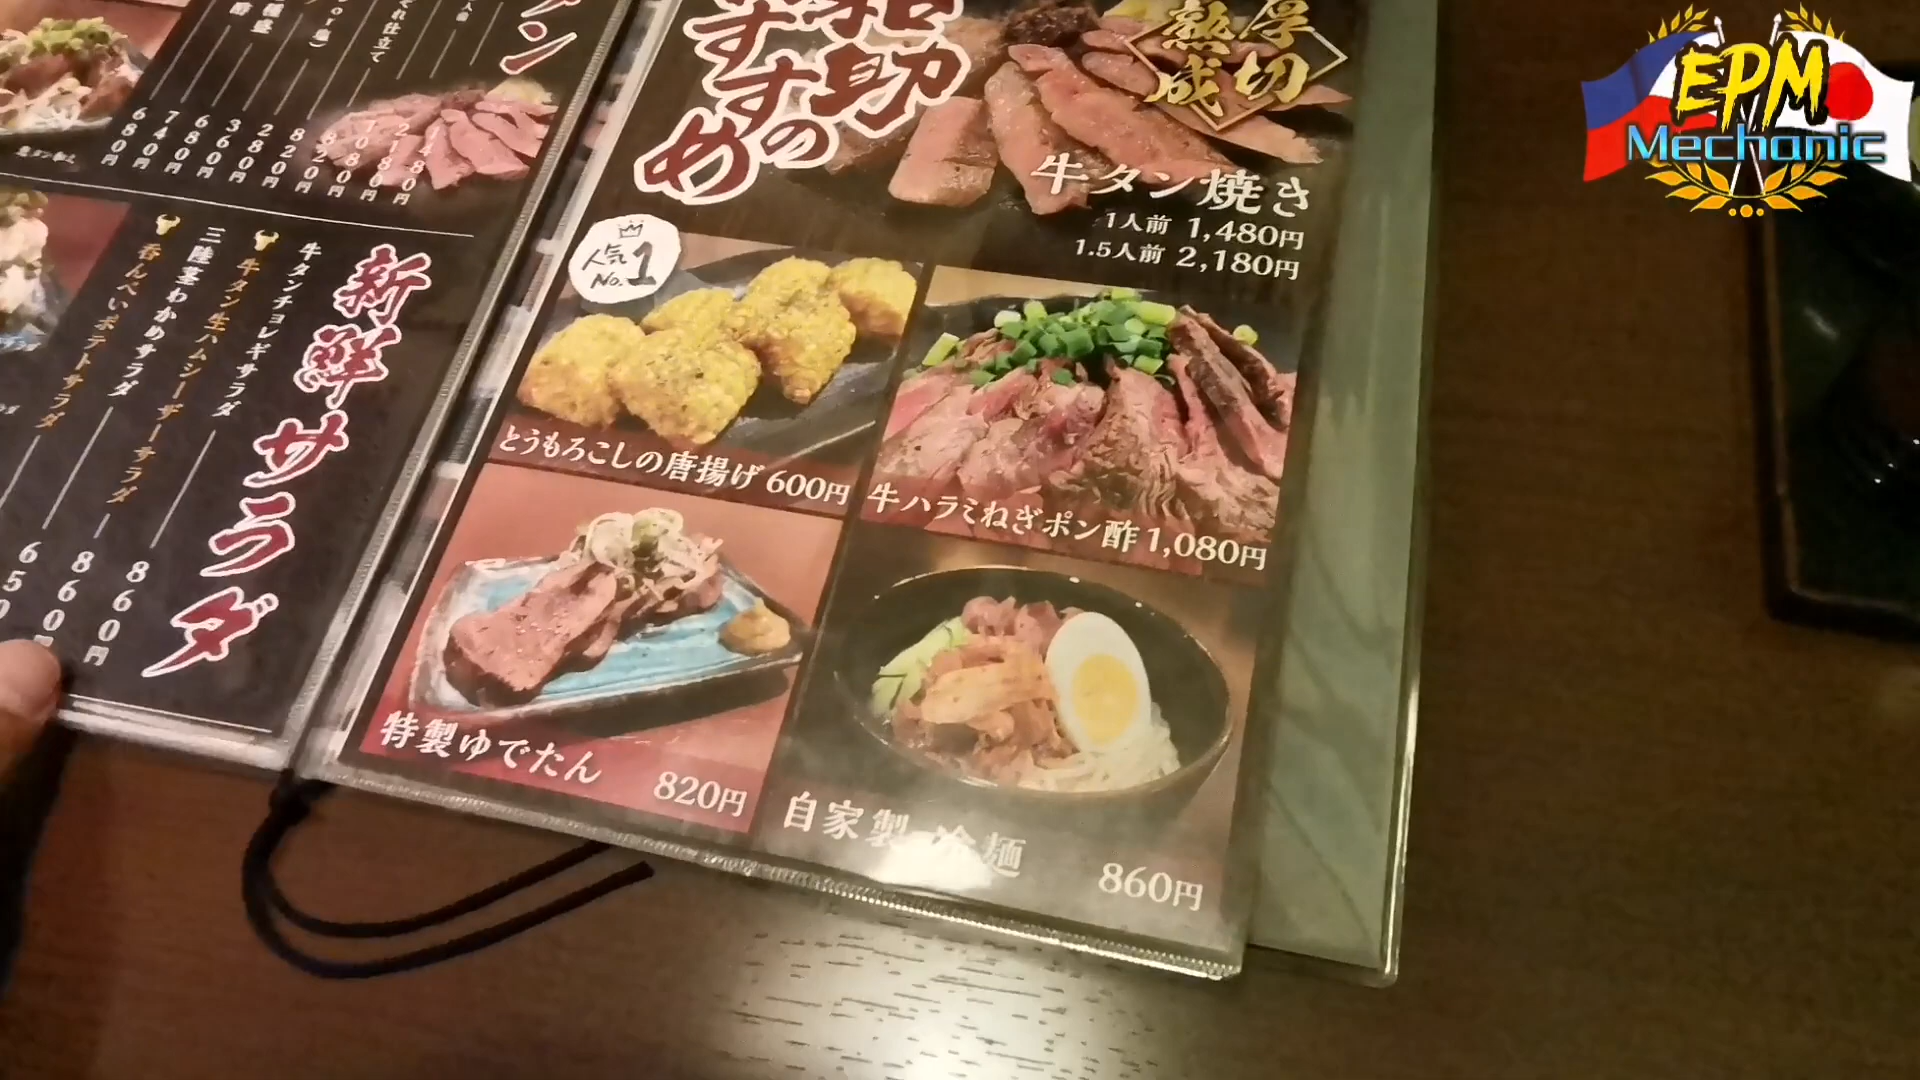 すすめ
助の
厚切
熟成
牛タン焼き
1人前 1,480円
1.5人前 2,180円
人気
No.1
とうもろこしの唐揚げ 600円
牛ハラミねぎポン酢 1,080円
特製ゆでたん 820円
自家製 冷麺 860円
タン
1480円
2180円
1080円
820円
820円
280円
360円
680円
740円
680円
新鮮サラダ
牛タンチョレギサラダ 860円
牛タン生ハムシーザーサラダ 860円
三陸茎わかめサラダ
呑んべいポテトサラダ
650
EPM
Mechanic